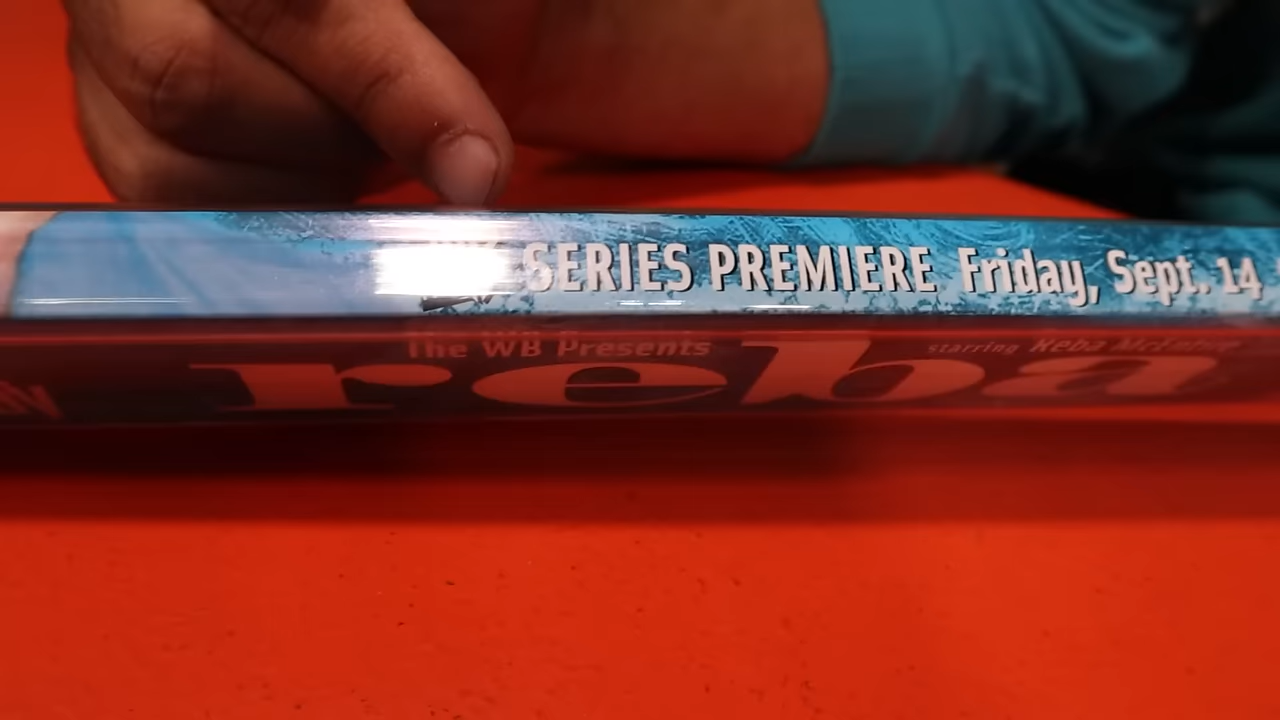 SERIES PREMIERE Friday, Sept. 14
The WB Presents
starring Reba McEntire
reba